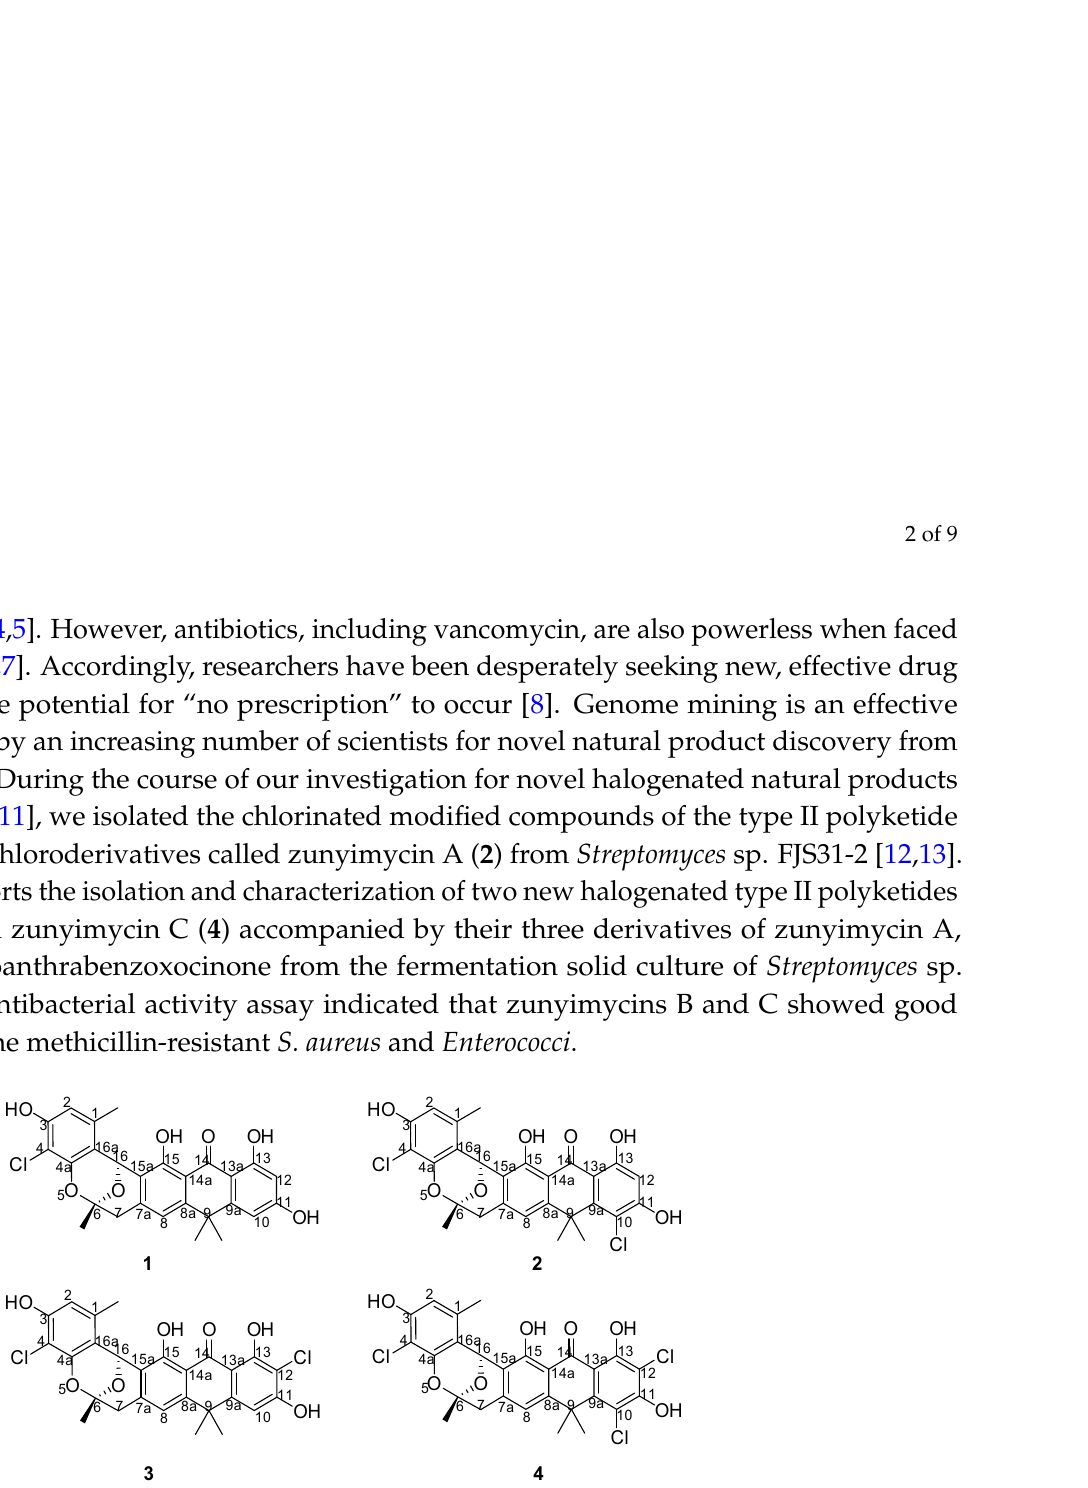 2 of 9
4,5]. However, antibiotics, including vancomycin, are also powerless when faced
7]. Accordingly, researchers have been desperately seeking new, effective drug
potential for “no prescription” to occur [8]. Genome mining is an effective
by an increasing number of scientists for novel natural product discovery from
During the course of our investigation for novel halogenated natural products
11], we isolated the chlorinated modified compounds of the type II polyketide
hloroderivatives called zunyimycin A (2) from Streptomyces sp. FJS31-2 [12,13].
rts the isolation and characterization of two new halogenated type II polyketides
zunyimycin C (4) accompanied by their three derivatives of zunyimycin A,
anthrabenzoxocinone from the fermentation solid culture of Streptomyces sp.
ntibacterial activity assay indicated that zunyimycins B and C showed good
ne methicillin-resistant S. aureus and Enterococci.
HO 2 1 3 4 Cl 4a 16a 16 O 5 6 O 7 7a 15a OH 15 8 8a 14a O 14 9 13a 9a OH 13 12 11 10 OH
1
HO 2 1 3 4 Cl 4a 16a 16 O 5 6 O 7 7a 15a OH 15 8 8a 14a O 14 9 13a 9a OH 13 12 11 10 OH Cl
2
HO 2 1 3 4 Cl 4a 16a 16 O 5 6 O 7 7a 15a OH 15 8 8a 14a O 14 9 13a 9a OH 13 Cl 12 11 10 OH
3
HO 2 1 3 4 Cl 4a 16a 16 O 5 6 O 7 7a 15a OH 15 8 8a 14a O 14 9 13a 9a OH 13 Cl 12 11 10 OH Cl
4